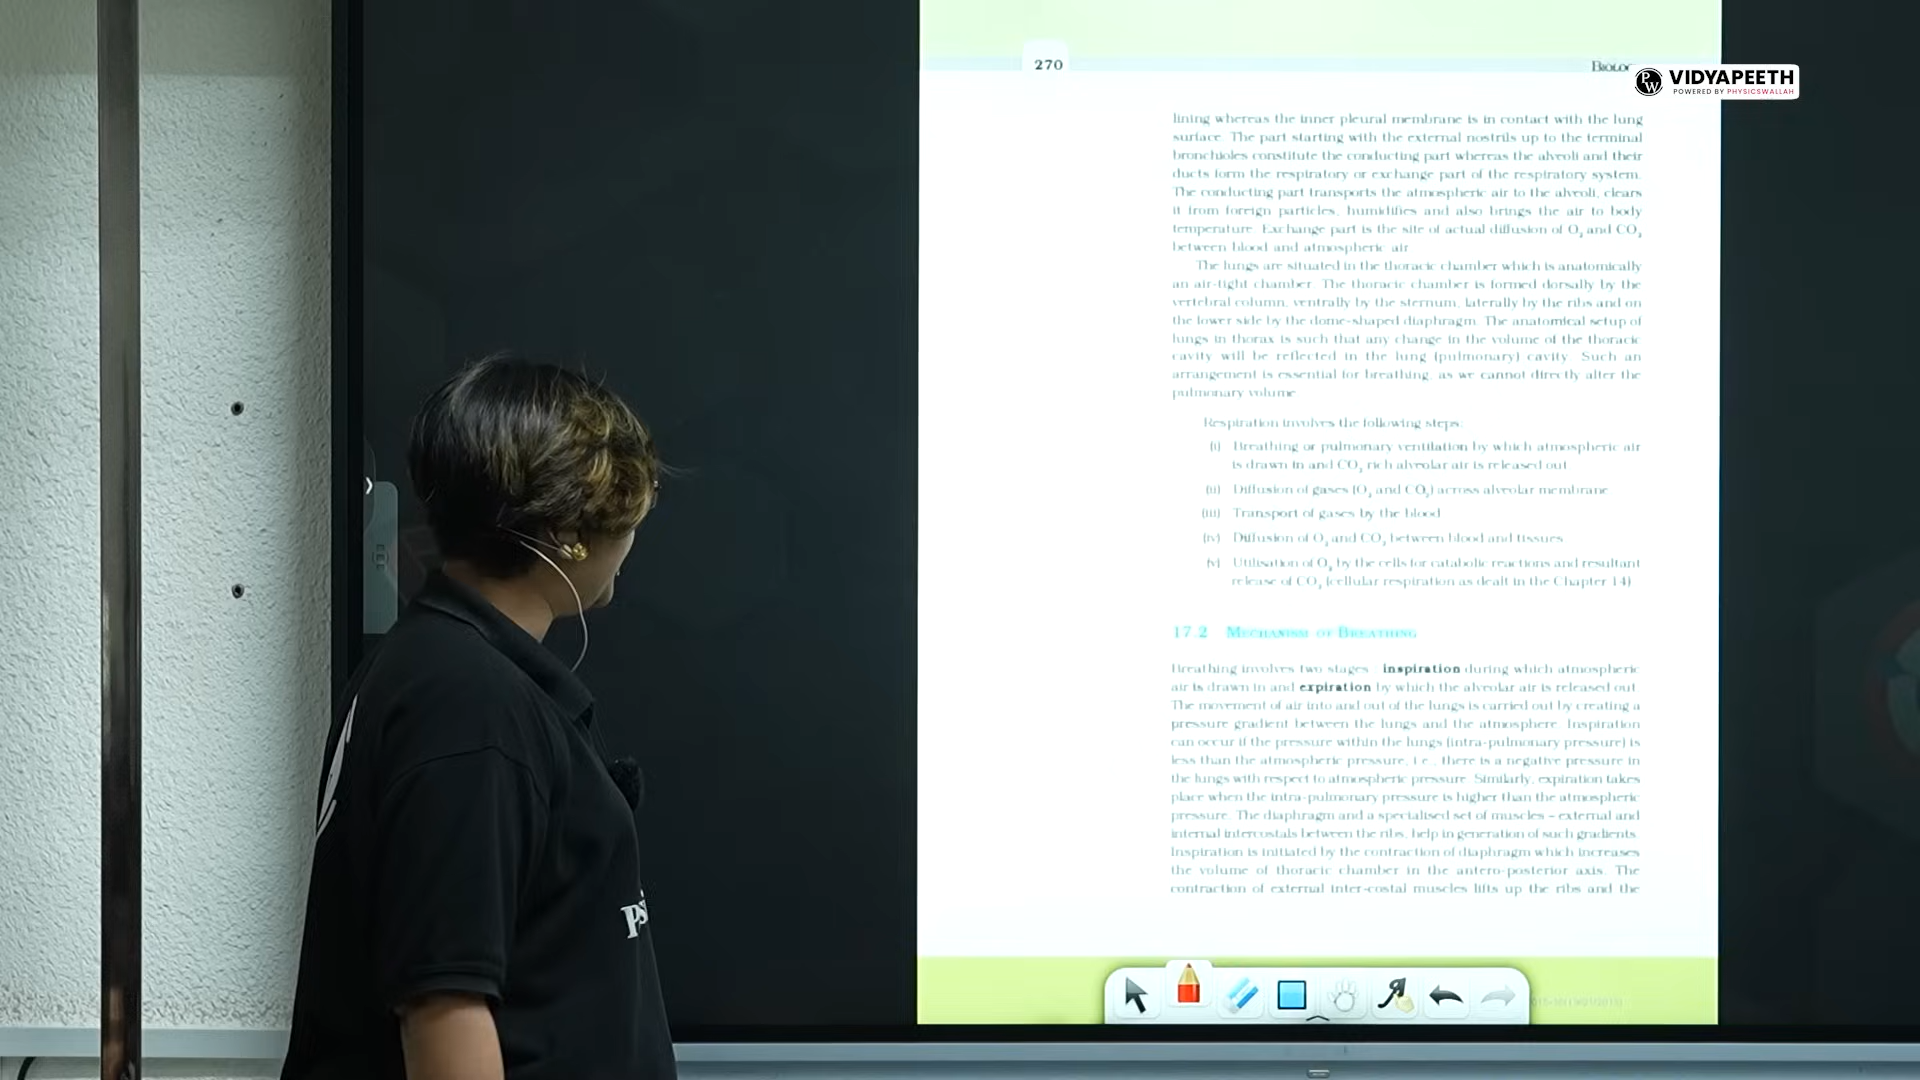 270
BIOLO
PW
VIDYAPEETH
POWERED BY PHYSICSWALLAH
lining whereas the inner pleural membrane is in contact with the lung
surface. The part starting with the external nostrils up to the terminal
bronchioles constitute the conducting part whereas the alveoli and their
ducts form the respiratory or exchange part of the respiratory system.
The conducting part transports the atmospheric air to the alveoli, clears
it from foreign particles, humidifies and also brings the air to body
temperature. Exchange part is the site of actual diffusion of O₂ and CO₂
between blood and atmospheric air.
The lungs are situated in the thoracic chamber which is anatomically
an air-tight chamber. The thoracic chamber is formed dorsally by the
vertebral column, ventrally by the sternum, laterally by the ribs and on
the lower side by the dome-shaped diaphragm. The anatomical setup of
lungs in thorax is such that any change in the volume of the thoracic
cavity will be reflected in the lung (pulmonary) cavity. Such an
arrangement is essential for breathing, as we cannot directly alter the
pulmonary volume.
Respiration involves the following steps:
(i) Breathing or pulmonary ventilation by which atmospheric air
is drawn in and CO₂ rich alveolar air is released out.
(ii) Diffusion of gases (O₂ and CO₂) across alveolar membrane.
(iii) Transport of gases by the blood.
(iv) Diffusion of O₂ and CO₂ between blood and tissues.
(v) Utilisation of O₂ by the cells for catabolic reactions and resultant
release of CO₂ (cellular respiration as dealt in the Chapter 14).
17.2 MECHANISM OF BREATHING
Breathing involves two stages : inspiration during which atmospheric
air is drawn in and expiration by which the alveolar air is released out.
The movement of air into and out of the lungs is carried out by creating a
pressure gradient between the lungs and the atmosphere. Inspiration
can occur if the pressure within the lungs (intra-pulmonary pressure) is
less than the atmospheric pressure, i.e., there is a negative pressure in
the lungs with respect to atmospheric pressure. Similarly, expiration takes
place when the intra-pulmonary pressure is higher than the atmospheric
pressure. The diaphragm and a specialised set of muscles – external and
internal intercostals between the ribs, help in generation of such gradients.
Inspiration is initiated by the contraction of diaphragm which increases
the volume of thoracic chamber in the antero-posterior axis. The
contraction of external inter-costal muscles lifts up the ribs and the